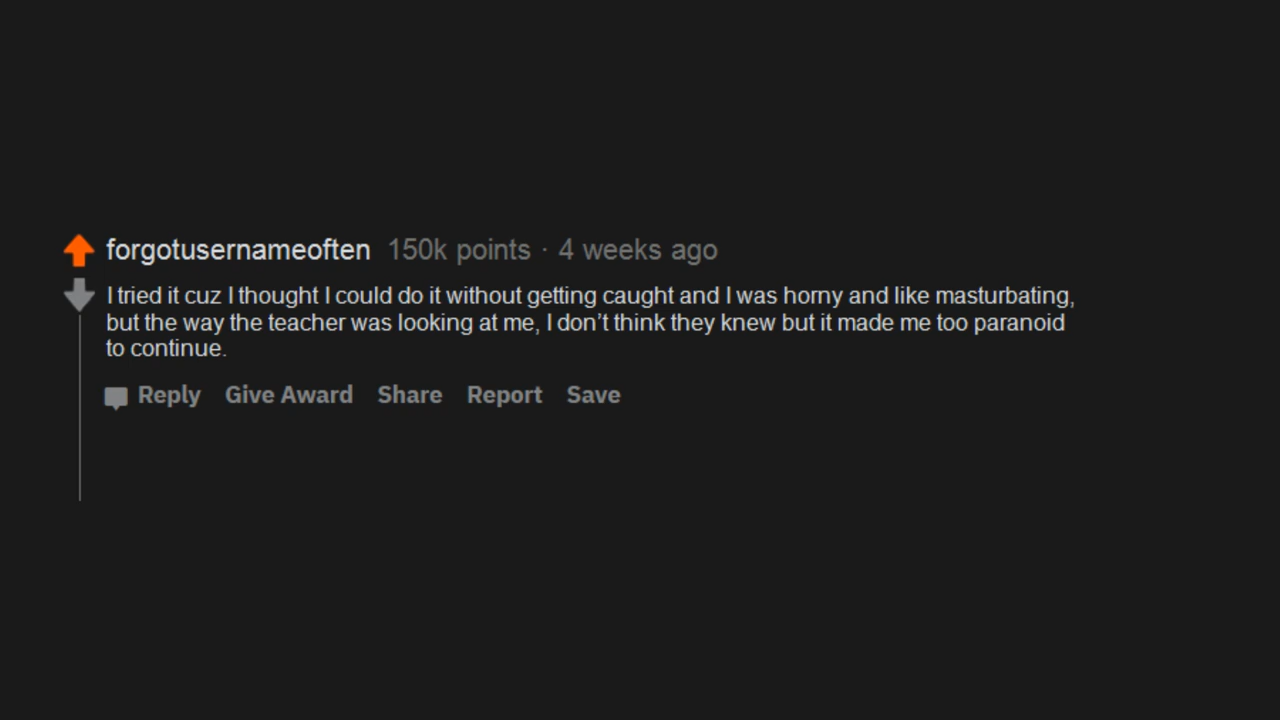 forgotusernameoften 150k points · 4 weeks ago
I tried it cuz I thought I could do it without getting caught and I was horny and like masturbating,
but the way the teacher was looking at me, I don’t think they knew but it made me too paranoid
to continue.
Reply Give Award Share Report Save